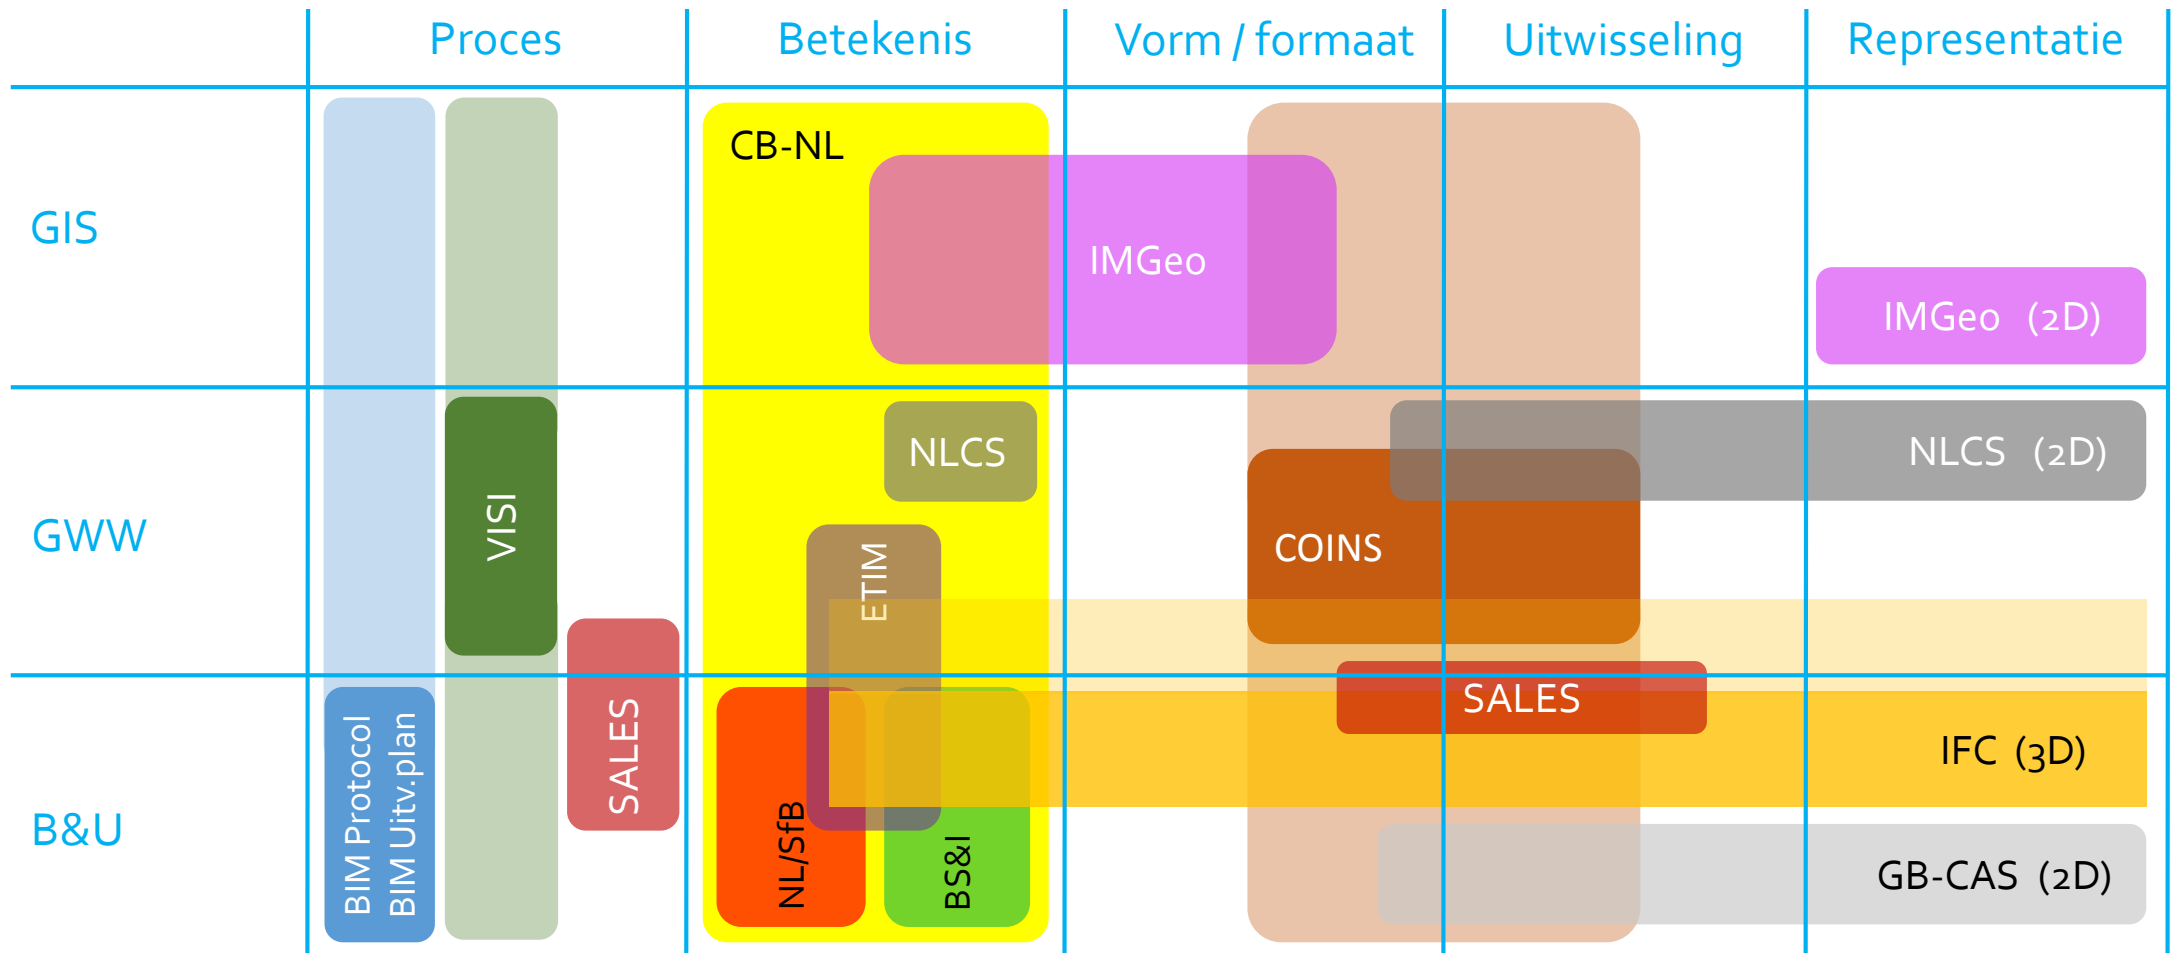 Proces
Betekenis
Vorm / formaat
Uitwisseling
Representatie
GIS
CB-NL
IMGeo
IMGeo (2D)
GWW
VISI
NLCS
ETIM
COINS
NLCS (2D)
B&U
BIM Protocol
BIM Uitv.plan
SALES
NL/SfB
BS&I
SALES
IFC (3D)
GB-CAS (2D)